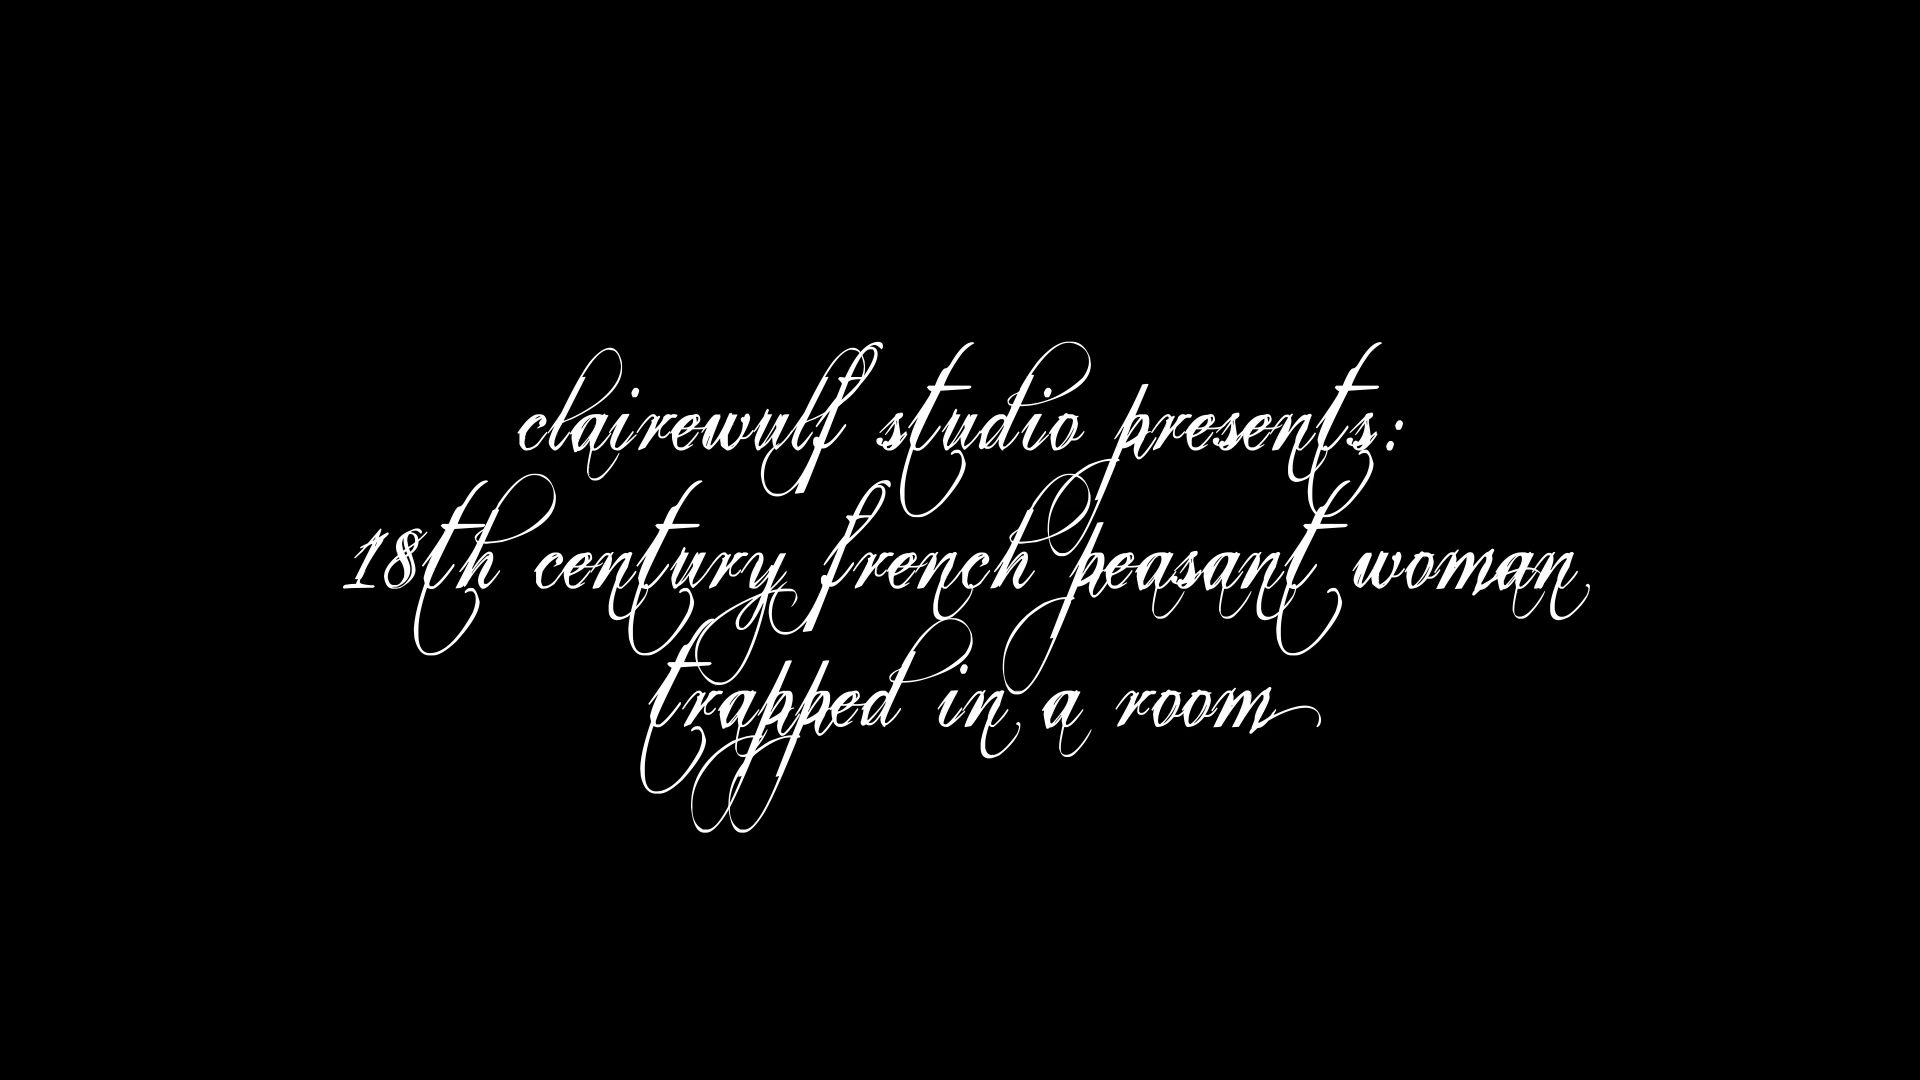 clairewulf studio presents:
18th century french peasant woman
trapped in a room